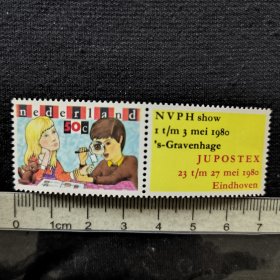 nederland
50c
NVPH show
1 t/m 3 mei 1980
's-Gravenhage
JUPOSTEX
23 t/m 27 mei 1980
Eindhoven
0 1cm 2 3 4 5 6 7